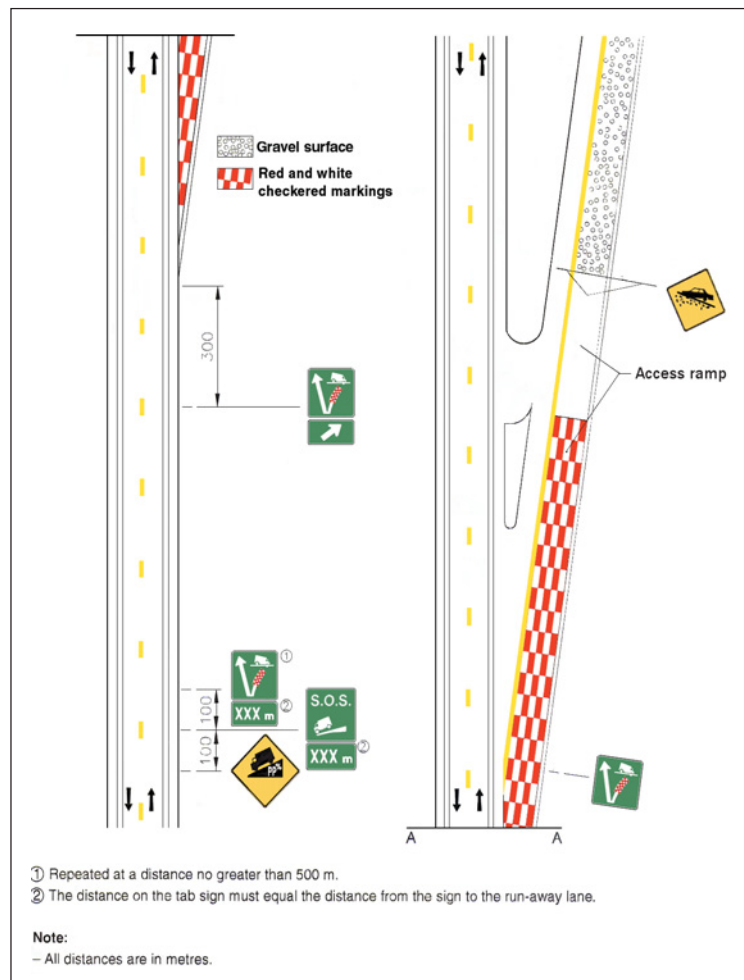 Gravel surface
Red and white
checkered markings
300
Access ramp
①
XXX m ②
S.O.S.
100
XXX m ②
100
PP%
A A
① Repeated at a distance no greater than 500 m.
② The distance on the tab sign must equal the distance from the sign to the run-away lane.
Note:
– All distances are in metres.